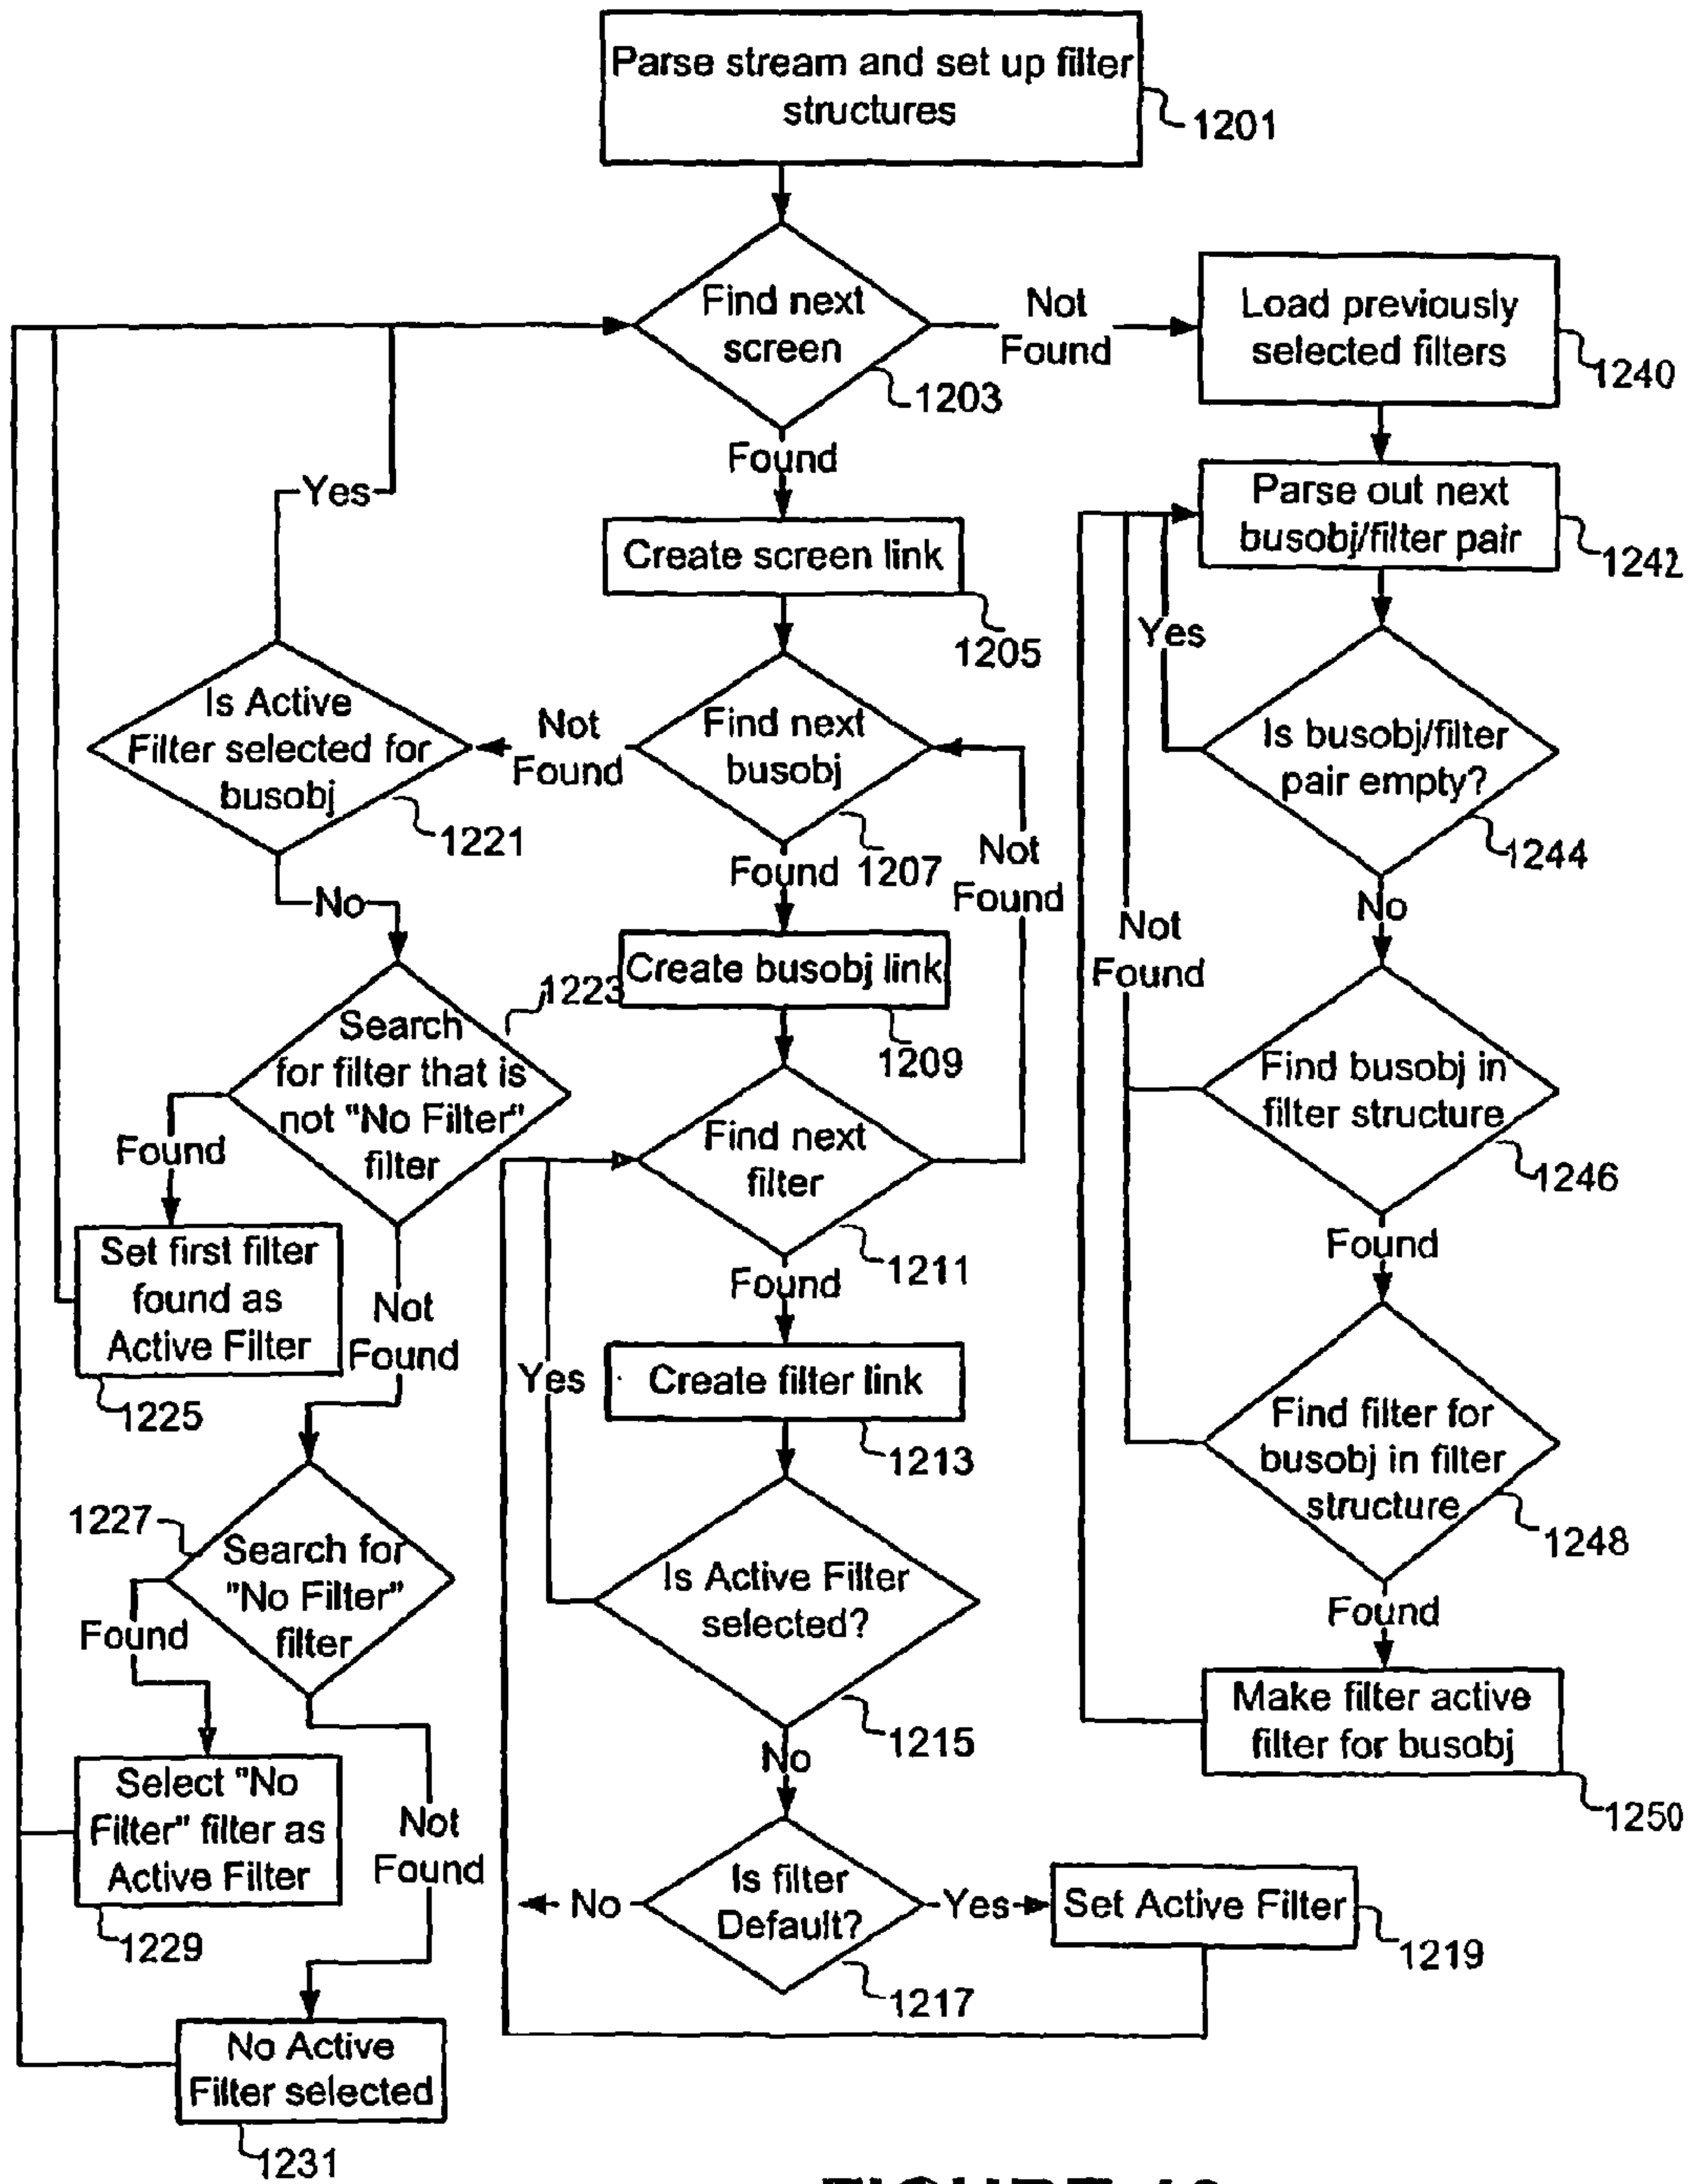 Parse stream and set up filter
structures
1201
Find next
screen
1203
Not
Found
Load previously
selected filters
1240
Found
Yes
Create screen link
1205
Parse out next
busobj/filter pair
1242
Yes
Is Active
Filter selected for
busobj
1221
Not
Found
Find next
busobj
1207
Is busobj/filter
pair empty?
1244
Found
Not
Found
No
No
Not
Found
Create busobj link
1209
1223
Search
for filter that is
not "No Filter"
filter
Find busobj in
filter structure
1246
Found
Find next
filter
1211
Set first filter
found as
Active Filter
1225
Not
Found
Found
Found
Yes
Create filter link
1213
Find filter for
busobj in filter
structure
1248
1227
Search for
"No Filter"
filter
Found
Is Active Filter
selected?
1215
Found
Make filter active
filter for busobj
1250
No
Select "No
Filter" filter as
Active Filter
1229
Not
Found
No
Is filter
Default?
1217
Yes
Set Active Filter
1219
No Active
Filter selected
1231